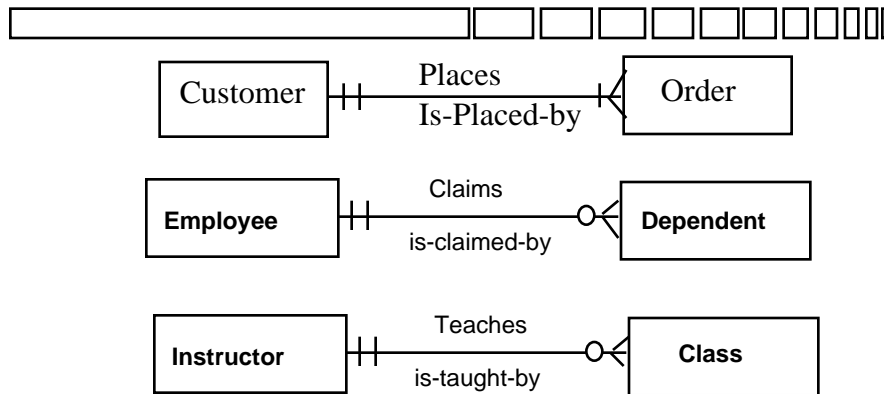 Customer
Places
Is-Placed-by
Order
Employee
Claims
is-claimed-by
Dependent
Instructor
Teaches
is-taught-by
Class